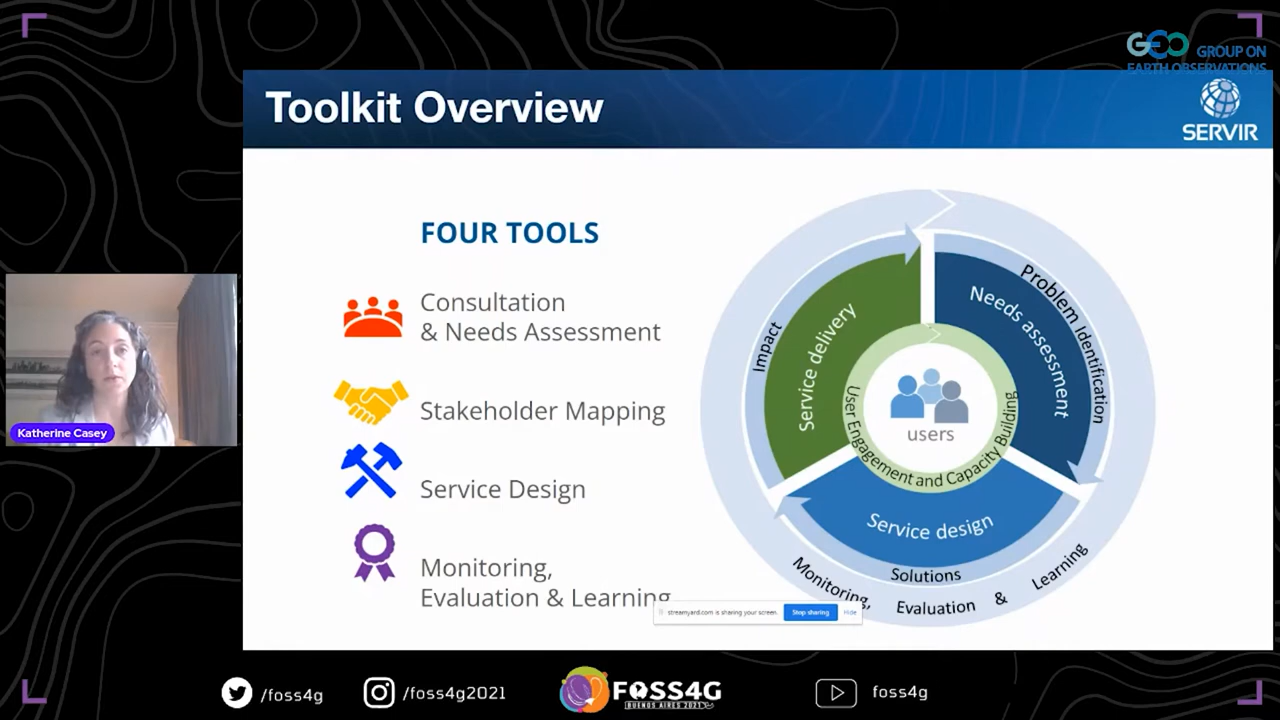 GEO GROUP ON
EARTH OBSERVATIONS
Toolkit Overview
SERVIR
FOUR TOOLS
Consultation
& Needs Assessment
Stakeholder Mapping
Service Design
Monitoring,
Evaluation & Learning
Impact
Service delivery
Needs assessment
Problem Identification
users
User Engagement and Capacity Building
Service design
Solutions
Monitoring, Evaluation & Learning
streamyard.com is sharing your screen.
Stop sharing
Hide
Katherine Casey
/foss4g
/foss4g2021
FOSS4G
BUENOS AIRES 2021
foss4g